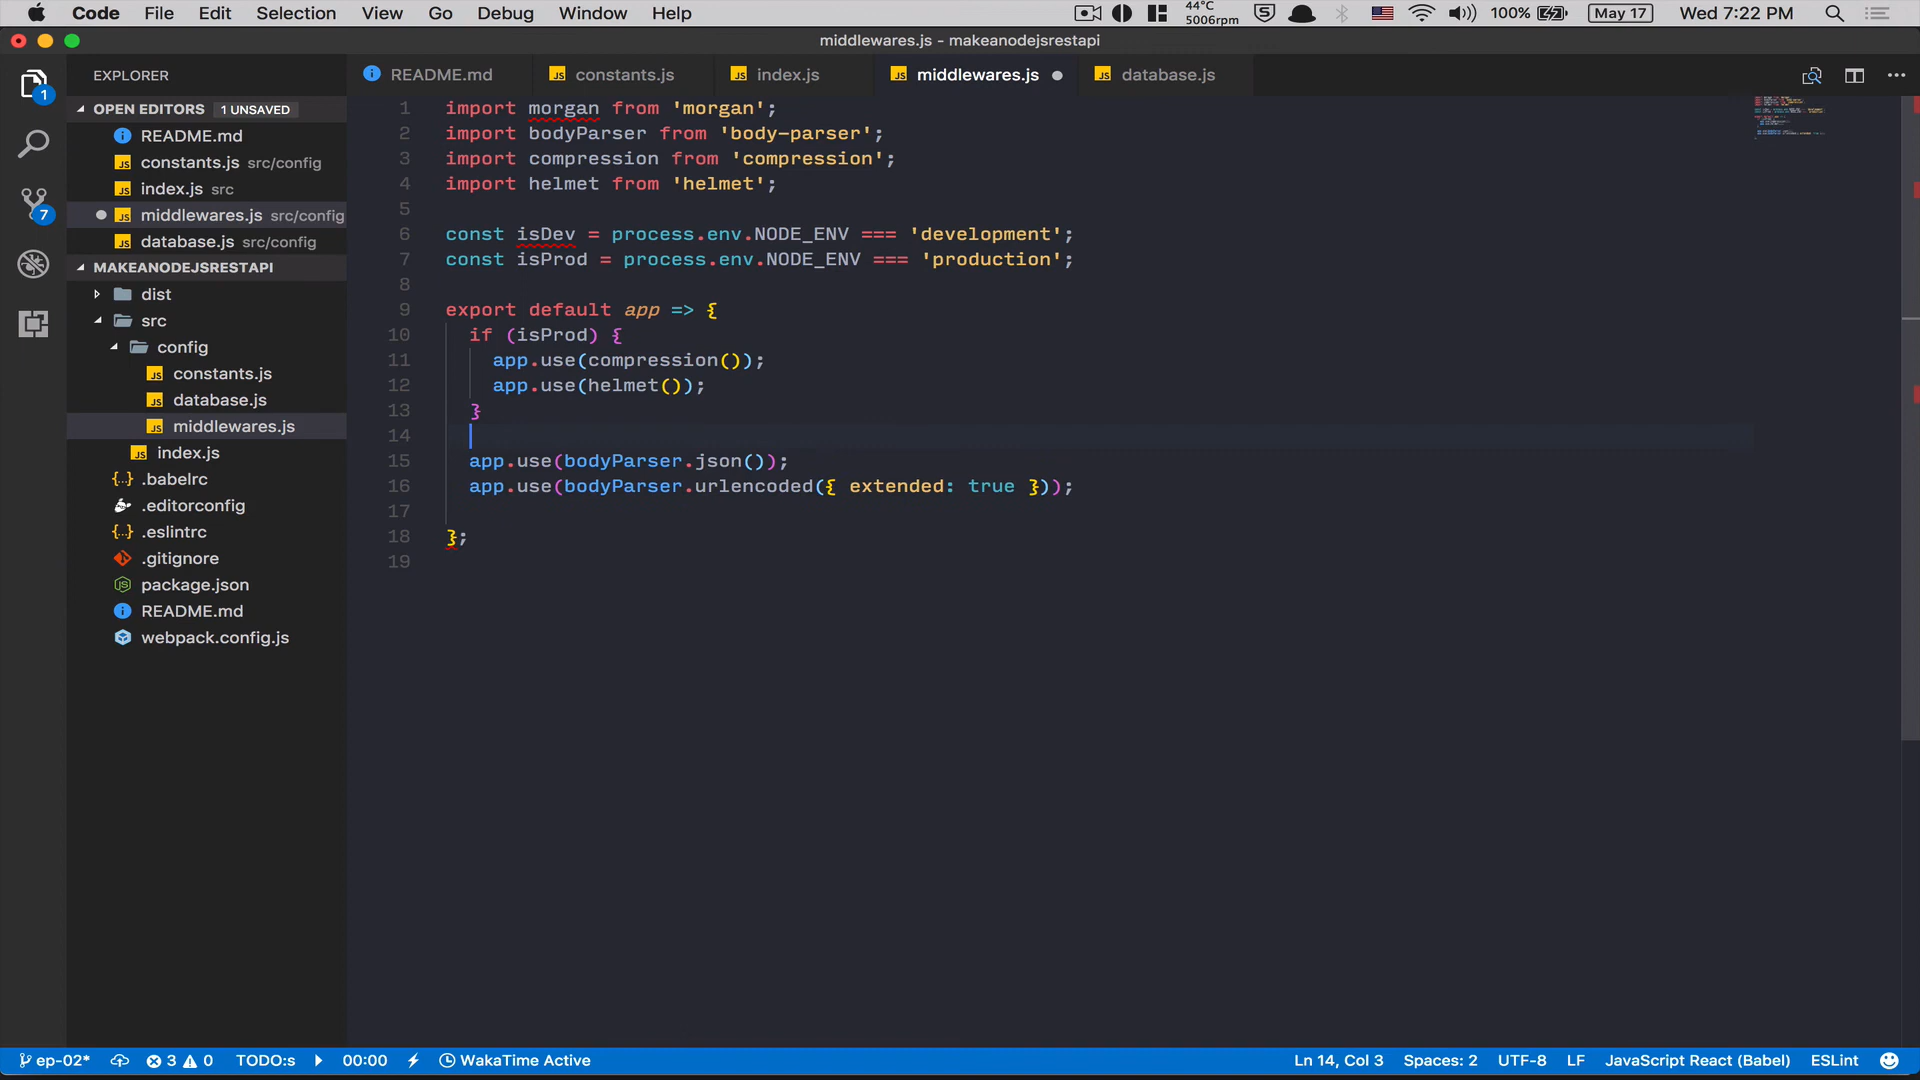 Code File Edit Selection View Go Debug Window Help 44°C 5006rpm 100% May 17 Wed 7:22 PM
middlewares.js - makeanodejsrestapi
EXPLORER
OPEN EDITORS 1 UNSAVED
README.md
constants.js src/config
index.js src
middlewares.js src/config
database.js src/config
MAKEANODEJSRESTAPI
dist
src
config
constants.js
database.js
middlewares.js
index.js
.babelrc
.editorconfig
.eslintrc
.gitignore
package.json
README.md
webpack.config.js
1
7
README.md constants.js index.js middlewares.js database.js
1 import morgan from 'morgan';
2 import bodyParser from 'body-parser';
3 import compression from 'compression';
4 import helmet from 'helmet';
5
6 const isDev = process.env.NODE_ENV === 'development';
7 const isProd = process.env.NODE_ENV === 'production';
8
9 export default app => {
10 if (isProd) {
11 app.use(compression());
12 app.use(helmet());
13 }
14
15 app.use(bodyParser.json());
16 app.use(bodyParser.urlencoded({ extended: true }));
17
18 };
19
ep-02* 3 0 TODO:s 00:00 WakaTime Active Ln 14, Col 3 Spaces: 2 UTF-8 LF JavaScript React (Babel) ESLint